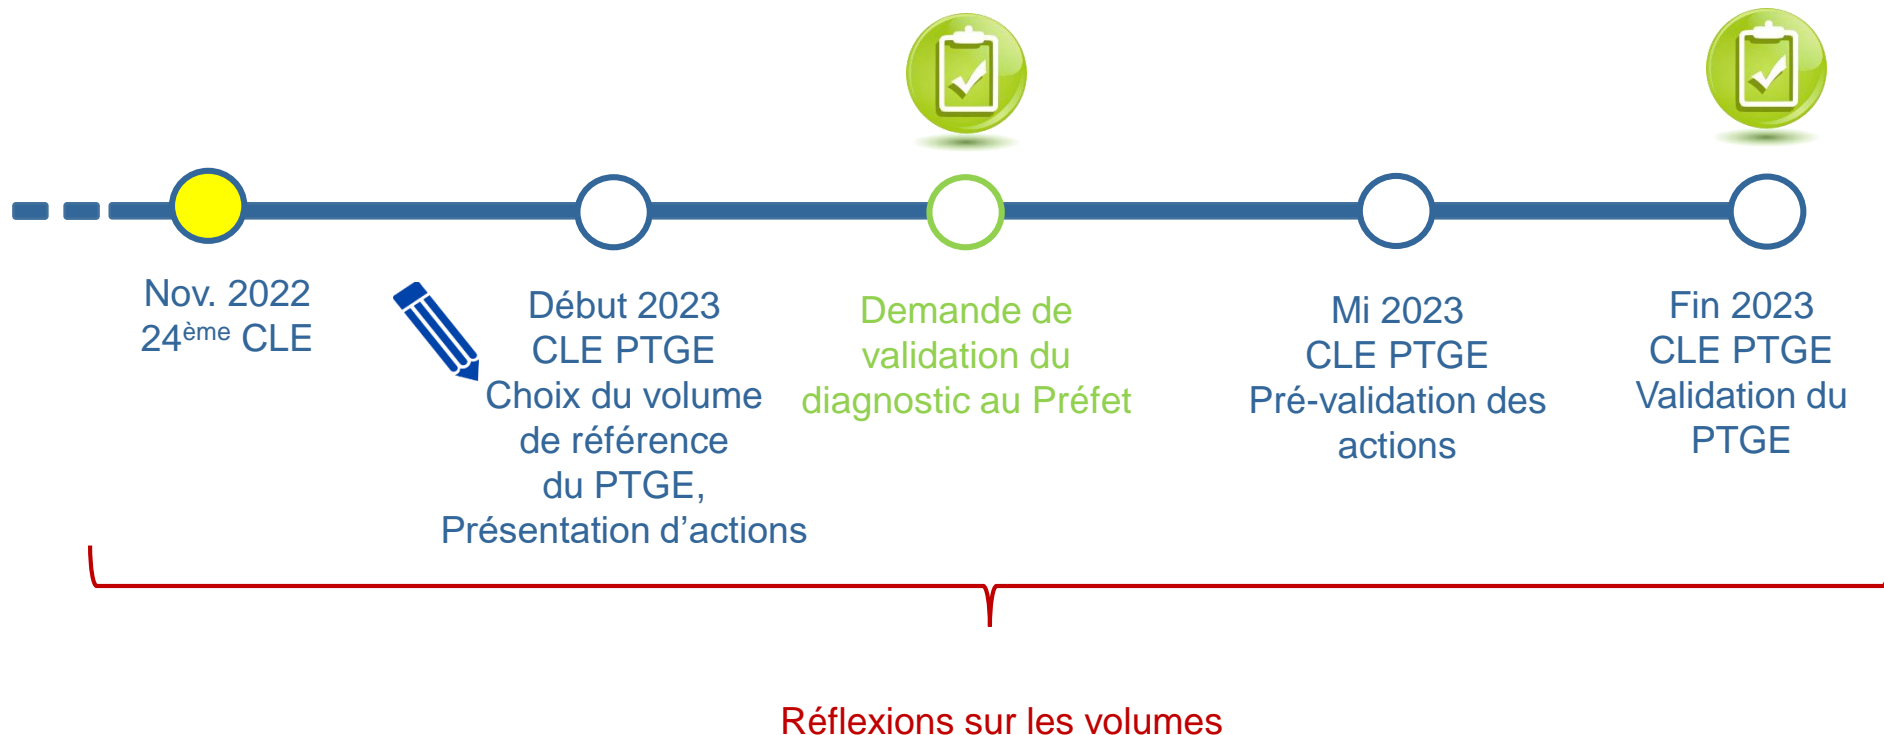 Nov. 2022
24ème CLE
Début 2023
CLE PTGE
Choix du volume
de référence
du PTGE,
Présentation d’actions
Demande de
validation du
diagnostic au Préfet
Mi 2023
CLE PTGE
Pré-validation des
actions
Fin 2023
CLE PTGE
Validation du
PTGE
Réflexions sur les volumes